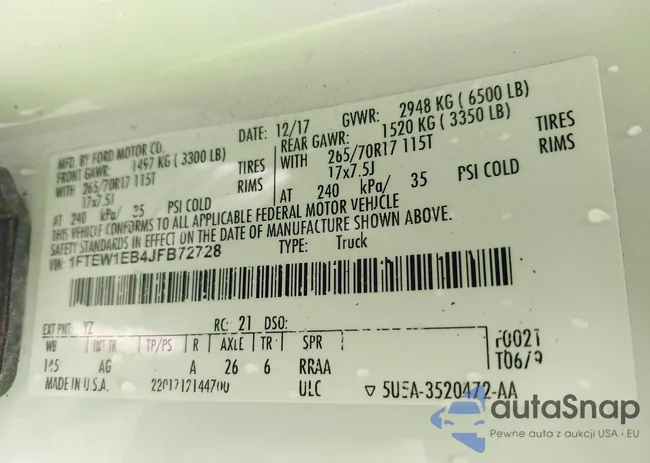 MFD. BY FORD MOTOR CO. DATE: 12/17 GVWR: 2948 KG ( 6500 LB)
FRONT GAWR: 1497 KG ( 3300 LB) REAR GAWR: 1520 KG ( 3350 LB)
WITH 265/70R17 115T TIRES WITH 265/70R17 115T TIRES
17x7.5J RIMS 17x7.5J RIMS
AT 240 kPa/ 35 PSI COLD AT 240 kPa/ 35 PSI COLD
THIS VEHICLE CONFORMS TO ALL APPLICABLE FEDERAL MOTOR VEHICLE
SAFETY STANDARDS IN EFFECT ON THE DATE OF MANUFACTURE SHOWN ABOVE.
VIN: 1FTEW1EB4JFB72728 TYPE: Truck
EXT PNT: YZ RC: 21 DSO: F0021
WB INT TR TP/PS R AXLE TR SPR T06/9
145 AG A 26 6 RRAA
MADE IN U.S.A. 2201712144700 ULC ▽ 5U5A-3520472-AA
autaSnap
Pewne auta z aukcji USA i EU